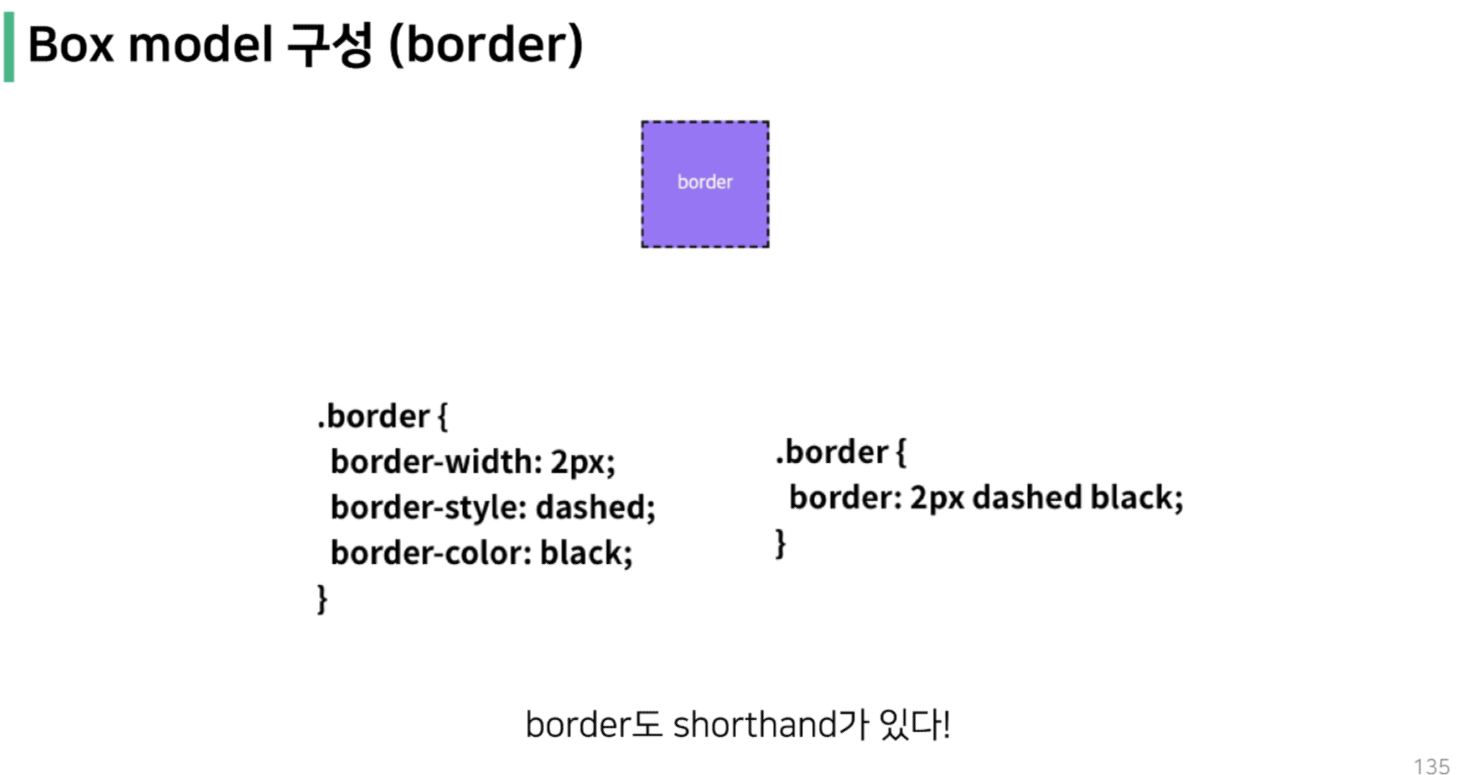 Box model 구성 (border)
border
.border {
border-width: 2px;
border-style: dashed;
border-color: black;
}
.border {
border: 2px dashed black;
}
border도 shorthand가 있다!
135